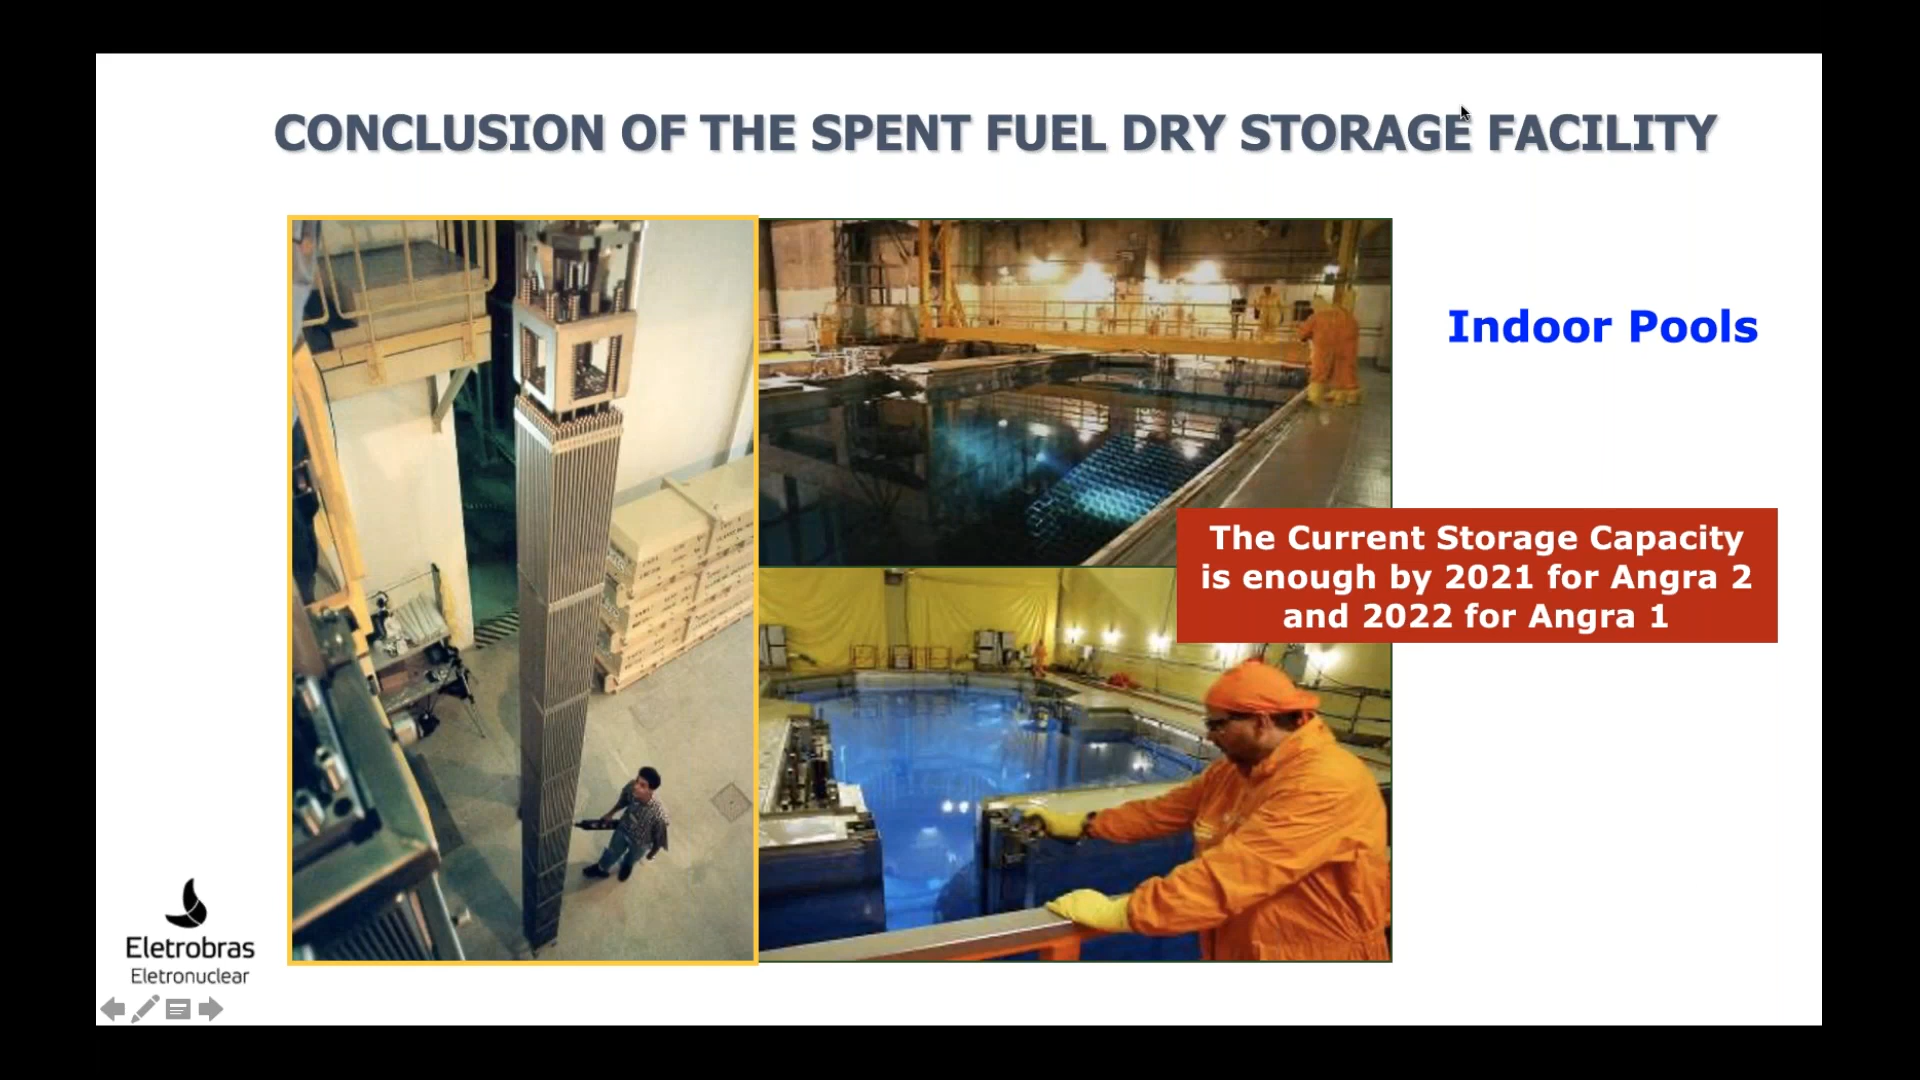 CONCLUSION OF THE SPENT FUEL DRY STORAGE FACILITY
Indoor Pools
The Current Storage Capacity
is enough by 2021 for Angra 2
and 2022 for Angra 1
Eletrobras
Eletronuclear